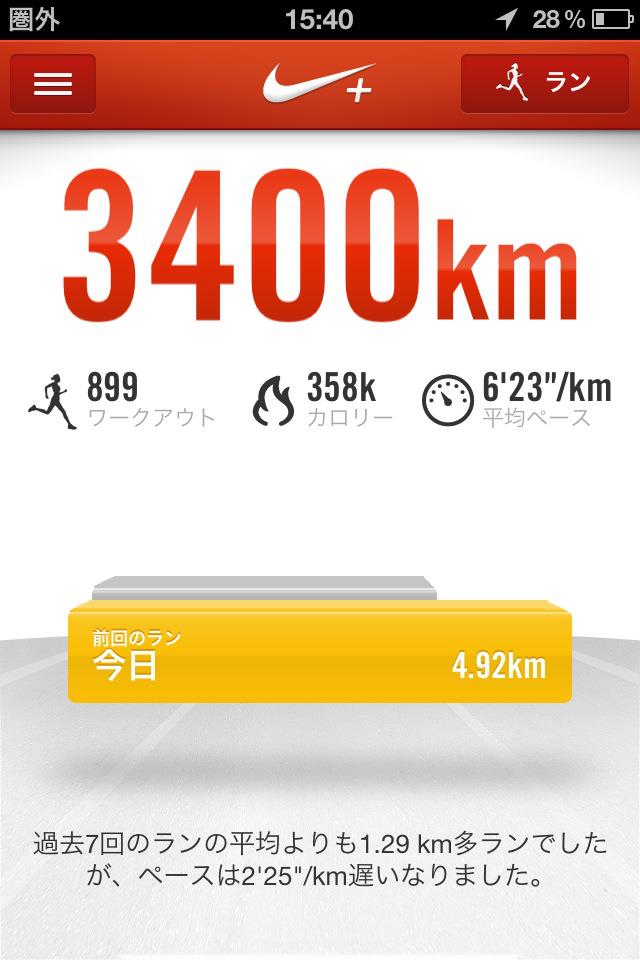 圏外 15:40 28%
+ ラン
3400km
899 358k 6'23"/km
ワークアウト カロリー 平均ペース
前回のラン
今日 4.92km
過去7回のランの平均よりも1.29 km多ランでした
が、ペースは2'25"/km遅いなりました。